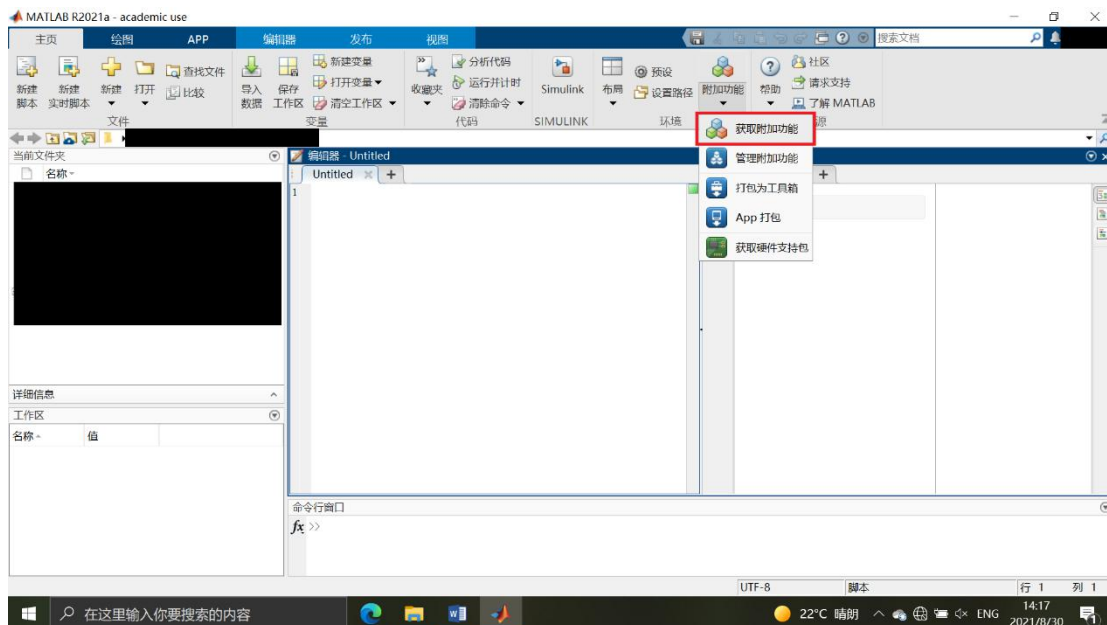 MATLAB R2021a - academic use
主页 绘图 APP 编辑器 发布 视图
搜索文档
新建脚本
新建实时脚本
新建
打开
查找文件
比较
文件
导入数据
保存工作区
新建变量
打开变量
清空工作区
变量
收藏夹
分析代码
运行并计时
清除命令
代码
Simulink
SIMULINK
布局
预设
设置路径
环境
附加功能
帮助
社区
请求支持
了解 MATLAB
源
获取附加功能
管理附加功能
打包为工具箱
App 打包
获取硬件支持包
当前文件夹
名称
编辑器 - Untitled
Untitled
1
详细信息
工作区
名称 值
命令行窗口
fx >>
UTF-8 脚本 行 1 列 1
在这里输入你要搜索的内容
22°C 晴朗
ENG
14:17
2021/8/30